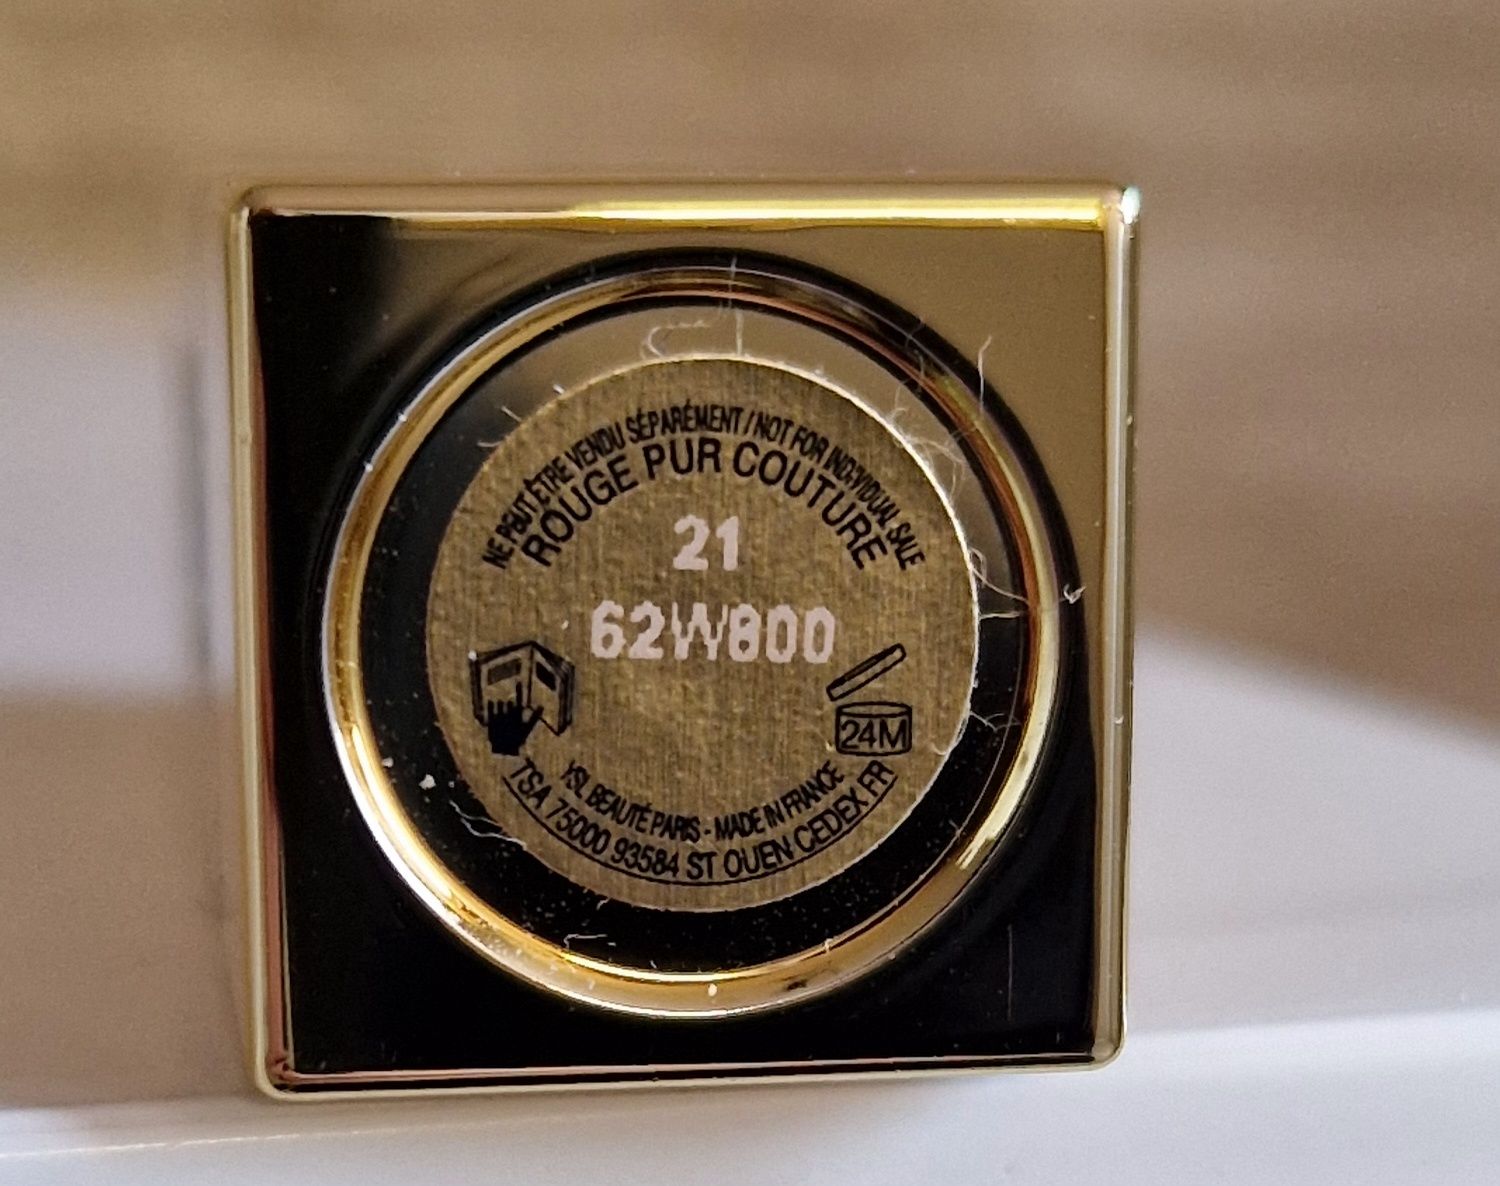 NE PEUT ÊTRE VENDU SÉPARÉMENT / NOT FOR INDIVIDUAL SALE
ROUGE PUR COUTURE
21
62W800
24M
YSL BEAUTÉ PARIS - MADE IN FRANCE
TSA 75000 93584 ST OUEN CEDEX FR